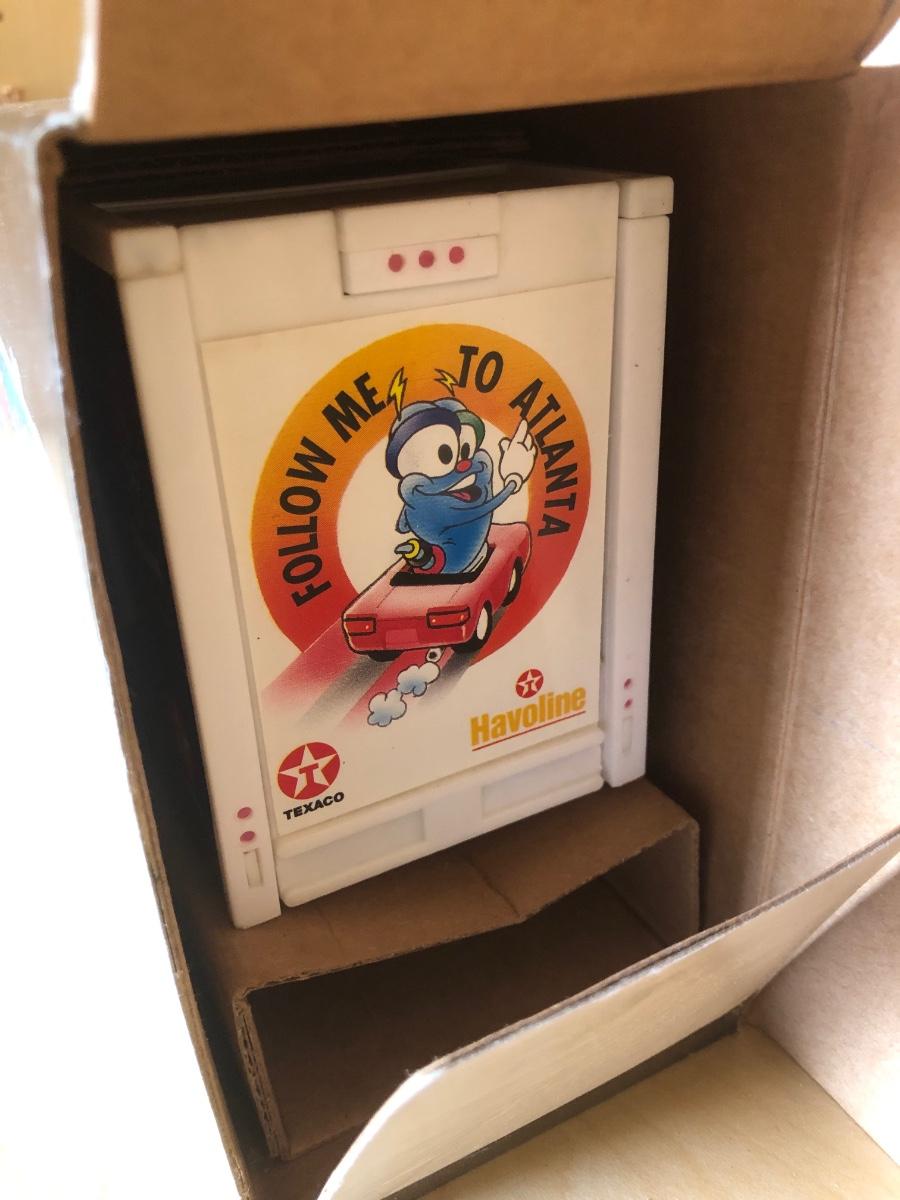 FOLLOW ME TO ATLANTA
T
Havoline
T
TEXACO